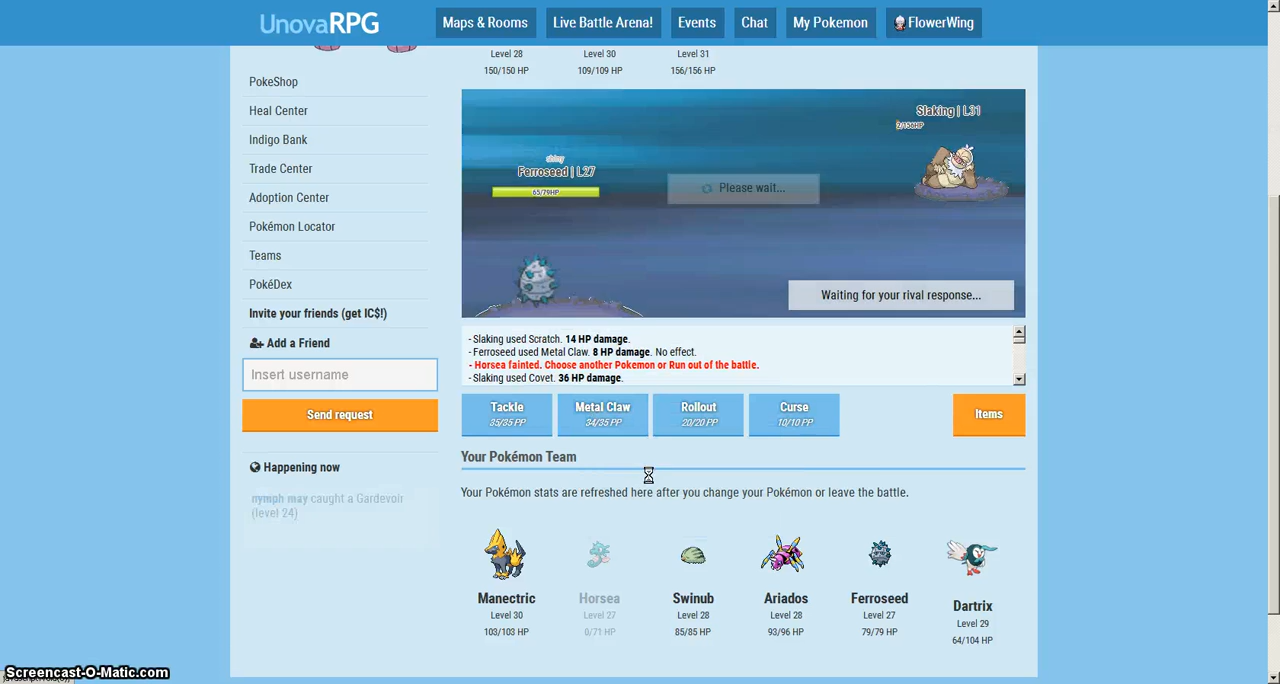 UnovaRPG
Maps & Rooms
Live Battle Arena!
Events
Chat
My Pokemon
FlowerWing
Level 28
Level 30
Level 31
150/150 HP
109/109 HP
156/156 HP
PokeShop
Heal Center
Indigo Bank
Trade Center
Adoption Center
Pokémon Locator
Teams
PokéDex
Invite your friends (get IC$!)
Add a Friend
Insert username
Send request
Happening now
nymph may caught a Gardevoir
(level 24)
Slaking | L31
2/156HP
shiny
Ferroseed | L27
65/79HP
Please wait...
Waiting for your rival response...
- Slaking used Scratch. 14 HP damage.
- Ferroseed used Metal Claw. 8 HP damage. No effect.
- Horsea fainted. Choose another Pokemon or Run out of the battle.
- Slaking used Covet. 36 HP damage.
Tackle
35/35 PP
Metal Claw
34/35 PP
Rollout
20/20 PP
Curse
10/10 PP
Items
Your Pokémon Team
Your Pokémon stats are refreshed here after you change your Pokémon or leave the battle.
Manectric
Level 30
103/103 HP
Horsea
Level 27
0/71 HP
Swinub
Level 28
85/85 HP
Ariados
Level 28
93/96 HP
Ferroseed
Level 27
79/79 HP
Dartrix
Level 29
64/104 HP
Screencast-O-Matic.com